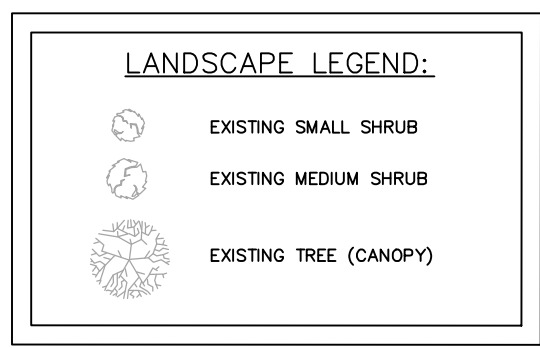 LANDSCAPE LEGEND:
EXISTING SMALL SHRUB
EXISTING MEDIUM SHRUB
EXISTING TREE (CANOPY)